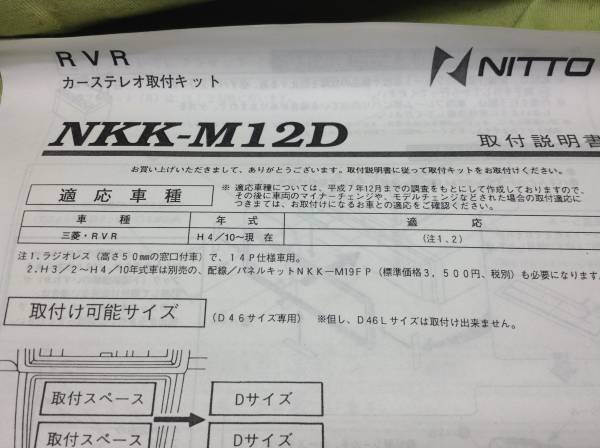 RVR
カーステレオ取付キット
NITTO
NKK-M12D
取付説明書
お買い上げいただきまして、ありがとうございます。取付説明書に従って取付キットをお取付けください。
適応車種
※ 適応車種については、平成7年12月までの調査をもとにして作成しておりますので、
その後に車両のマイナーチェンジや、モデルチェンジなどされた場合の取付適応に
つきまては、お取付けになるお車との適応をご確認ください。
車種 年式 適応
三菱・RVR H4/10~現在 (注1.2)
注1.ラジオレス(高さ50mmの窓口付車)で、14P仕様車用。
2.H3/2~H4/10年式車は別売の、配線/パネルキットNKK-M19FP(標準価格3,500円、税別)も必要になります
取付け可能サイズ
(D46サイズ専用) ※但し、D46Lサイズは取付け出来ません。
取付スペース Dサイズ
取付スペース Dサイズ